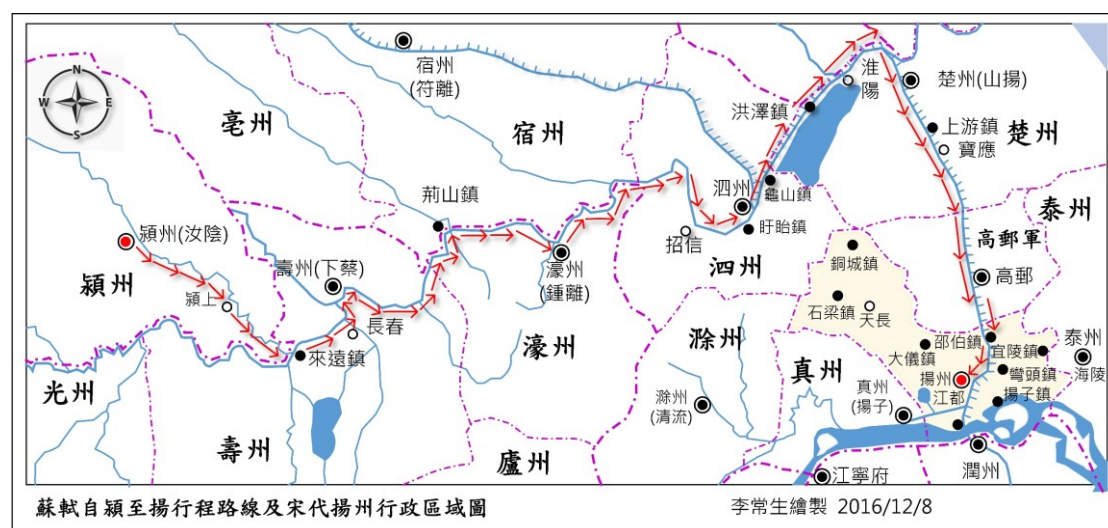 N
W
E
S
宿州
(符離)
亳州
宿州
洪澤鎮
淮陽
楚州(山揚)
上游鎮
寶應
楚州
荊山鎮
泗州
龜山鎮
招信
盱眙鎮
泗州
泰州
高郵軍
高郵
潁州(汝陰)
潁州
潁上
壽州(下蔡)
長春
來遠鎮
濠州
(鍾離)
濠州
銅城鎮
石梁鎮
天長
滁州
大儀鎮
邵伯鎮
宜陵鎮
泰州
海陵
揚州
江都
彎頭鎮
揚子鎮
真州
真州
(揚子)
滁州
(清流)
光州
壽州
廬州
江寧府
潤州
蘇軾自潁至揚行程路線及宋代揚州行政區域圖
李常生繪製 2016/12/8